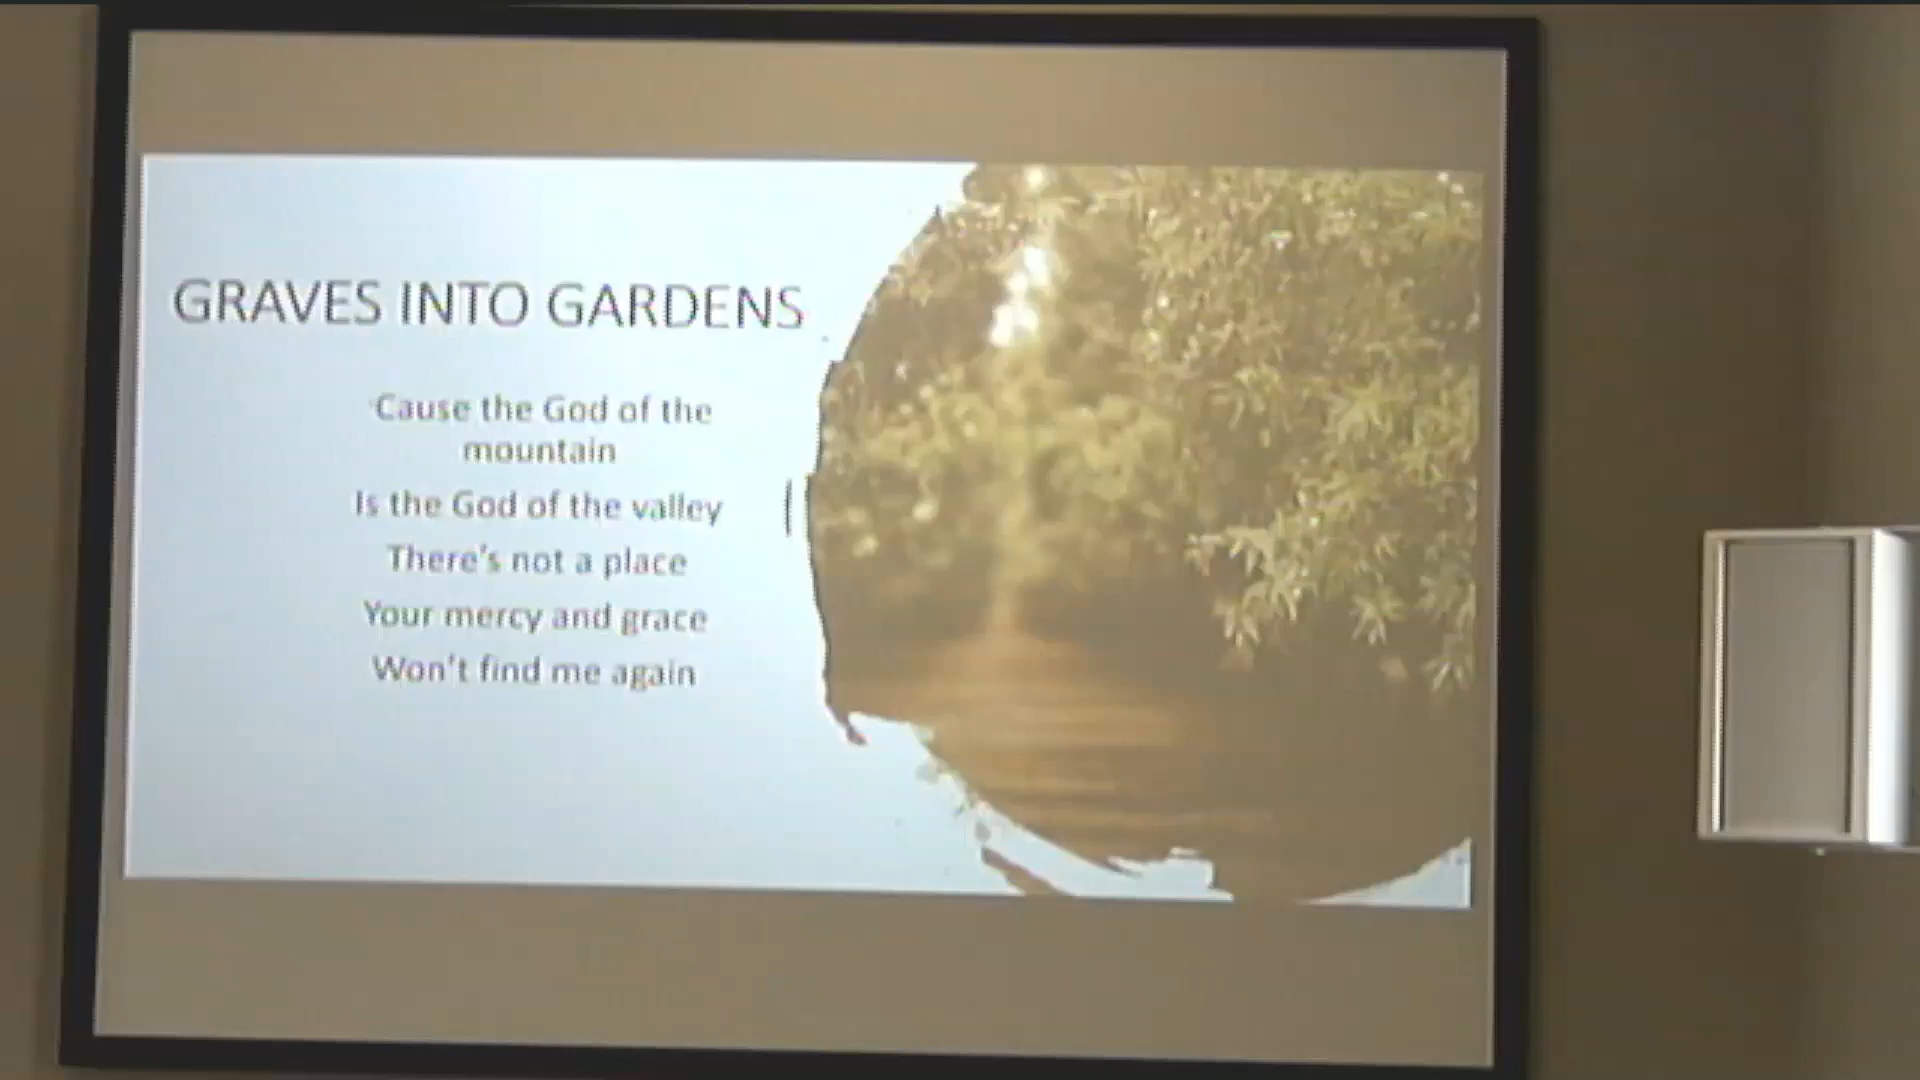 GRAVES INTO GARDENS
'Cause the God of the
mountain
Is the God of the valley
There's not a place
Your mercy and grace
Won't find me again